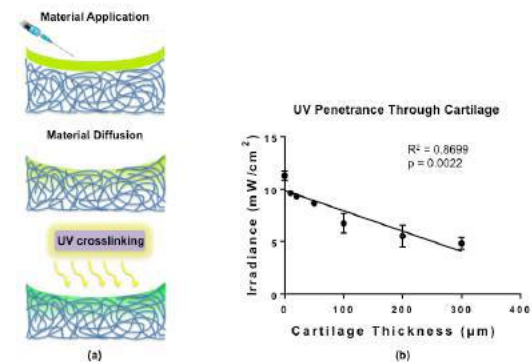 Material Application
Material Diffusion
UV crosslinking
(a)
UV Penetrance Through Cartilage
R² = 0.8699
p = 0.0022
Irradiance (mW/cm²)
15
10
5
0
0
100
200
300
400
Cartilage Thickness (μm)
(b)